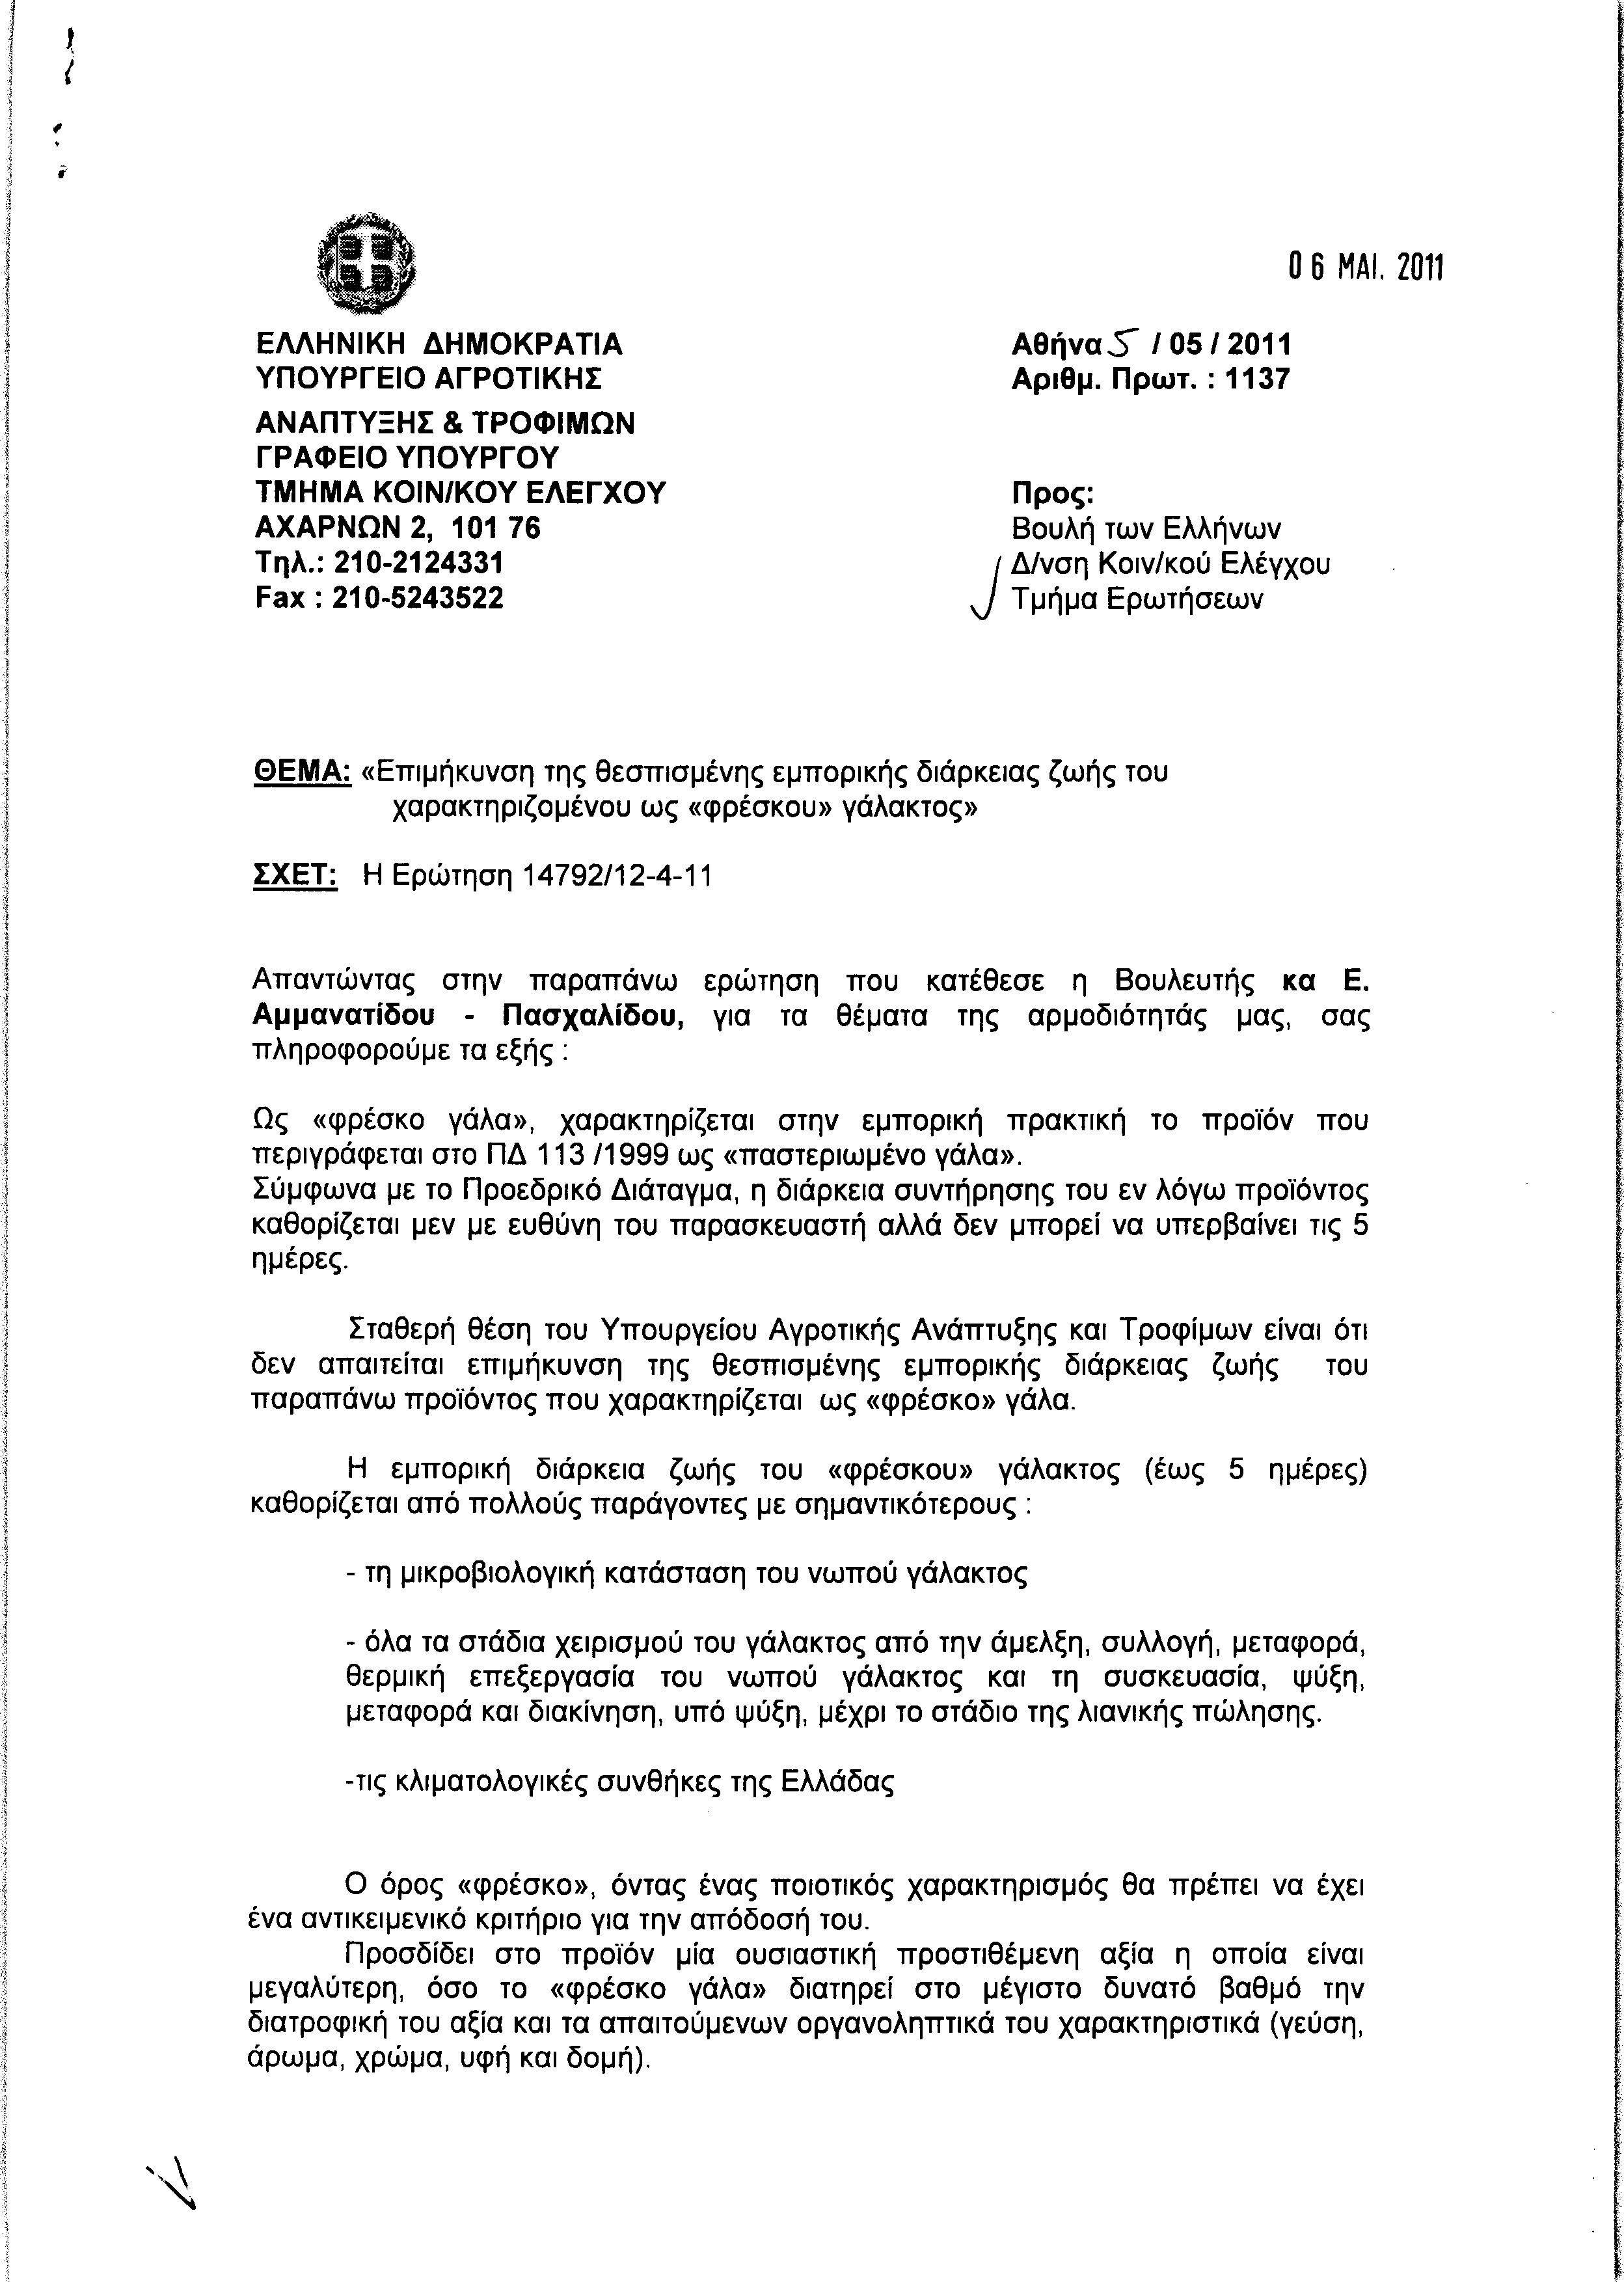 06 ΜΑΙ. 2011
ΕΛΛΗΝΙΚΗ ΔΗΜΟΚΡΑΤΙΑ
ΥΠΟΥΡΓΕΙΟ ΑΓΡΟΤΙΚΗΣ
ΑΝΑΠΤΥΞΗΣ & ΤΡΟΦΙΜΩΝ
ΓΡΑΦΕΙΟ ΥΠΟΥΡΓΟΥ
ΤΜΗΜΑ ΚΟΙΝ/ΚΟΥ ΕΛΕΓΧΟΥ
ΑΧΑΡΝΩΝ 2, 101 76
Τηλ.: 210-2124331
Fax : 210-5243522
Αθήνα 5 / 05 / 2011
Αριθμ. Πρωτ. : 1137
Προς:
Βουλή των Ελλήνων
Δ/νση Κοιν/κού Ελέγχου
Τμήμα Ερωτήσεων
ΘΕΜΑ: «Επιμήκυνση της θεσπισμένης εμπορικής διάρκειας ζωής του
χαρακτηριζομένου ως «φρέσκου» γάλακτος»
ΣΧΕΤ: Η Ερώτηση 14792/12-4-11
Απαντώντας στην παραπάνω ερώτηση που κατέθεσε η Βουλευτής κα Ε.
Αμμανατίδου - Πασχαλίδου, για τα θέματα της αρμοδιότητάς μας, σας
πληροφορούμε τα εξής :
Ως «φρέσκο γάλα», χαρακτηρίζεται στην εμπορική πρακτική το προϊόν που
περιγράφεται στο ΠΔ 113 /1999 ως «παστεριωμένο γάλα».
Σύμφωνα με το Προεδρικό Διάταγμα, η διάρκεια συντήρησης του εν λόγω προϊόντος
καθορίζεται μεν με ευθύνη του παρασκευαστή αλλά δεν μπορεί να υπερβαίνει τις 5
ημέρες.
Σταθερή θέση του Υπουργείου Αγροτικής Ανάπτυξης και Τροφίμων είναι ότι
δεν απαιτείται επιμήκυνση της θεσπισμένης εμπορικής διάρκειας ζωής του
παραπάνω προϊόντος που χαρακτηρίζεται ως «φρέσκο» γάλα.
Η εμπορική διάρκεια ζωής του «φρέσκου» γάλακτος (έως 5 ημέρες)
καθορίζεται από πολλούς παράγοντες με σημαντικότερους :
- τη μικροβιολογική κατάσταση του νωπού γάλακτος
- όλα τα στάδια χειρισμού του γάλακτος από την άμελξη, συλλογή, μεταφορά,
θερμική επεξεργασία του νωπού γάλακτος και τη συσκευασία, ψύξη,
μεταφορά και διακίνηση, υπό ψύξη, μέχρι το στάδιο της λιανικής πώλησης.
-τις κλιματολογικές συνθήκες της Ελλάδας
Ο όρος «φρέσκο», όντας ένας ποιοτικός χαρακτηρισμός θα πρέπει να έχει
ένα αντικειμενικό κριτήριο για την απόδοσή του.
Προσδίδει στο προϊόν μία ουσιαστική προστιθέμενη αξία η οποία είναι
μεγαλύτερη, όσο το «φρέσκο γάλα» διατηρεί στο μέγιστο δυνατό βαθμό την
διατροφική του αξία και τα απαιτούμενων οργανοληπτικά του χαρακτηριστικά (γεύση,
άρωμα, χρώμα, υφή και δομή).